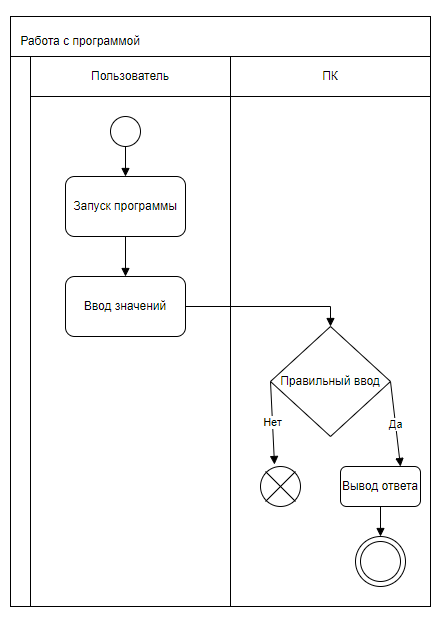 Работа с программой
Пользователь
ПК
Запуск программы
Ввод значений
Правильный ввод
Нет
Да
Вывод ответа